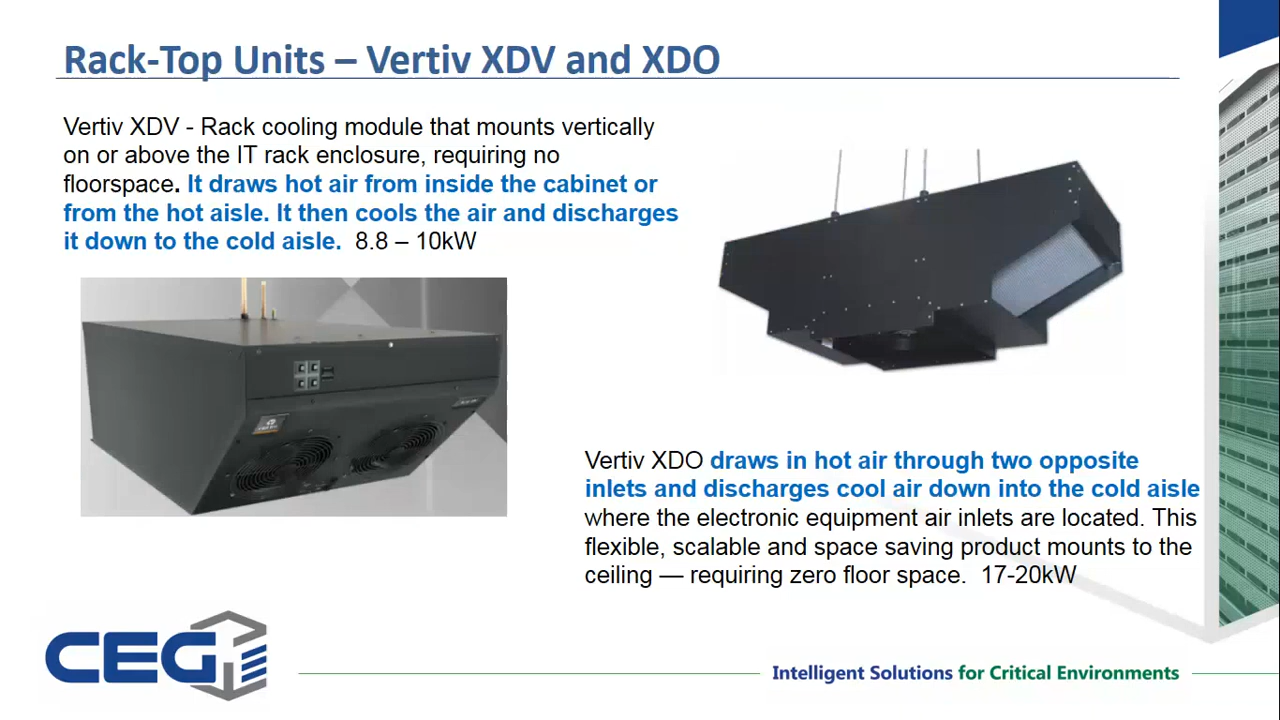 Rack-Top Units – Vertiv XDV and XDO
Vertiv XDV - Rack cooling module that mounts vertically
on or above the IT rack enclosure, requiring no
floorspace. It draws hot air from inside the cabinet or
from the hot aisle. It then cools the air and discharges
it down to the cold aisle.  8.8 – 10kW
Vertiv XDO draws in hot air through two opposite
inlets and discharges cool air down into the cold aisle
where the electronic equipment air inlets are located. This
flexible, scalable and space saving product mounts to the
ceiling — requiring zero floor space.  17-20kW
CEG
Intelligent Solutions for Critical Environments